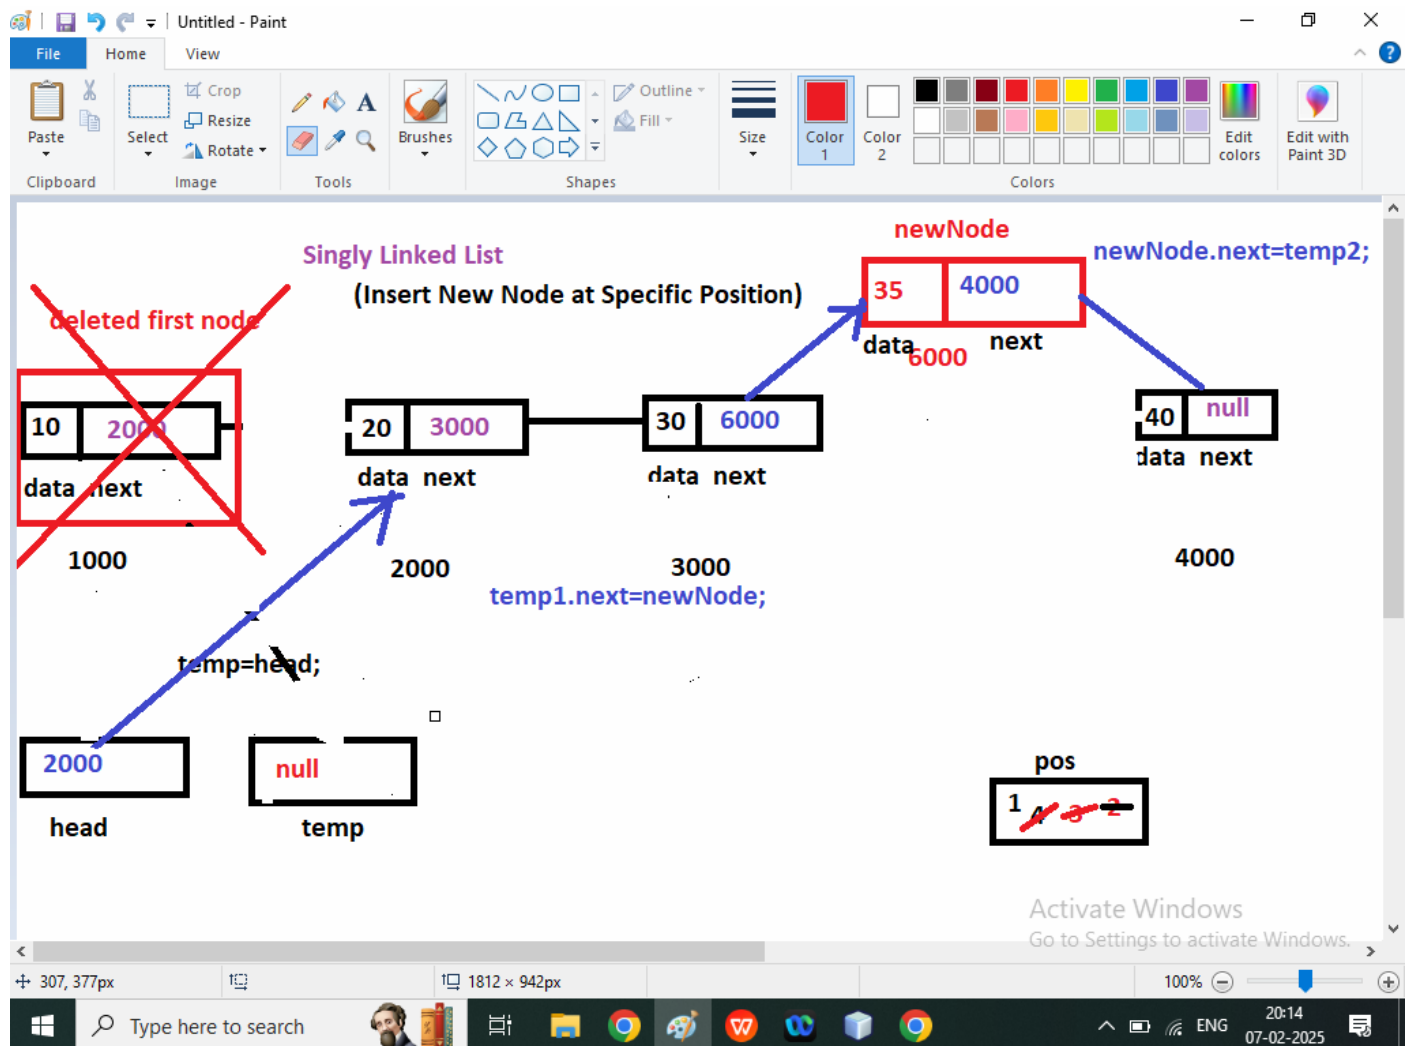 Untitled - Paint
File Home View
Paste
Select
Crop
Resize
Rotate
Brushes
Outline
Fill
Size
Color 1
Color 2
Edit colors
Edit with Paint 3D
Clipboard
Image
Tools
Shapes
Colors
newNode
Singly Linked List
newNode.next=temp2;
(Insert New Node at Specific Position)
35 4000
deleted first node
data next
6000
10 2000
20 3000
30 6000
40 null
data next
data next
data next
data next
1000
2000
3000
4000
temp1.next=newNode;
temp=head;
2000
null
pos
1 4 3 2
head
temp
Activate Windows
Go to Settings to activate Windows.
307, 377px
1812 × 942px
100%
Type here to search
ENG
20:14
07-02-2025